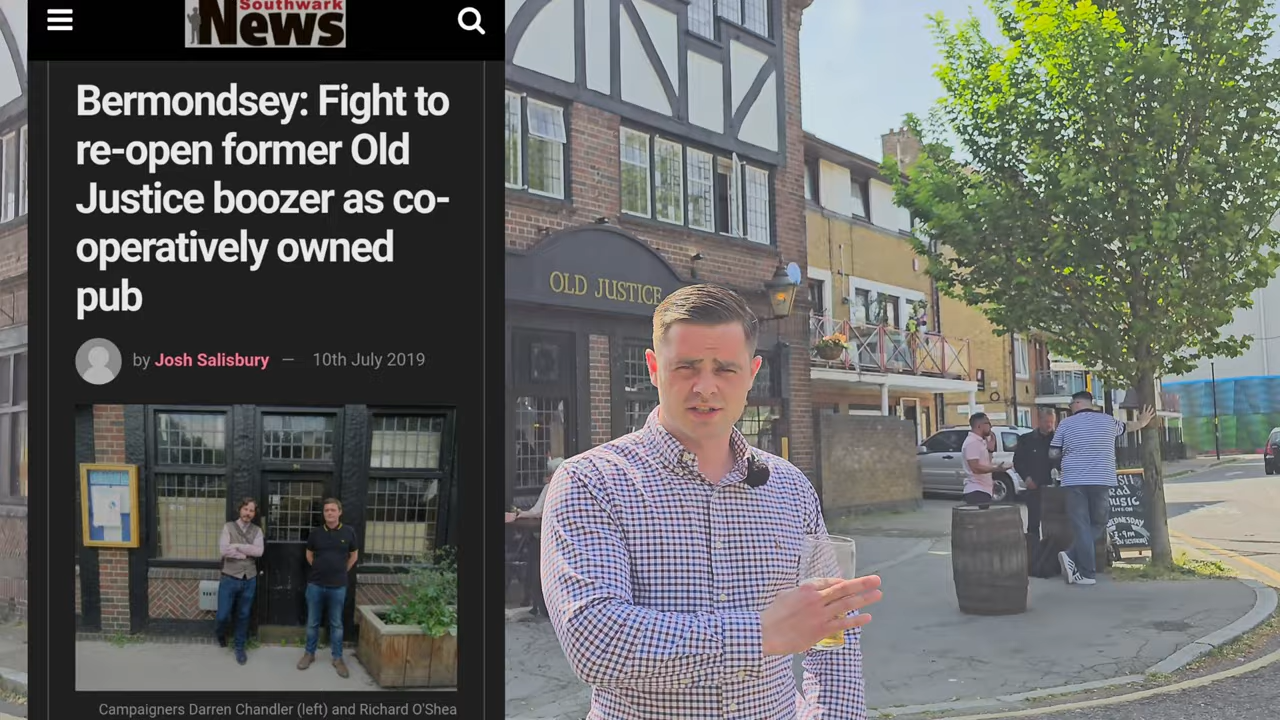 Southwark
News
Bermondsey: Fight to
re-open former Old
Justice boozer as co-
operatively owned
pub
by Josh Salisbury — 10th July 2019
Campaigners Darren Chandler (left) and Richard O'Shea
OLD JUSTICE
MUSIC
WEDNESDAY